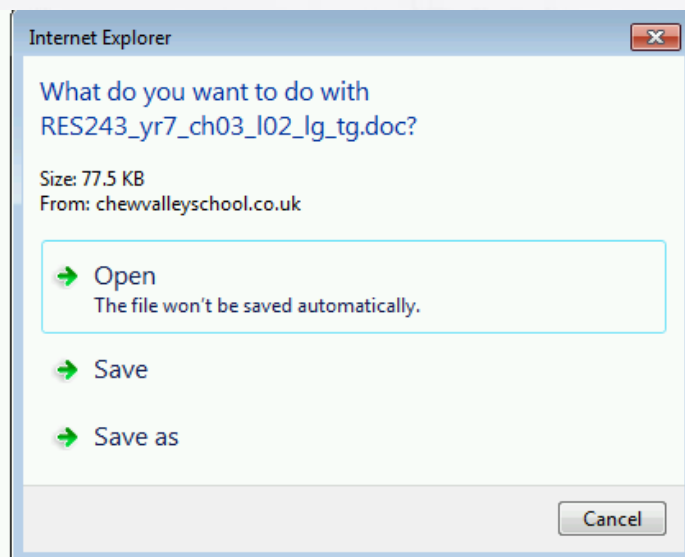 Internet Explorer
What do you want to do with
RES243_yr7_ch03_l02_lg_tg.doc?
Size: 77.5 KB
From: chewvalleyschool.co.uk
Open
The file won't be saved automatically.
Save
Save as
Cancel